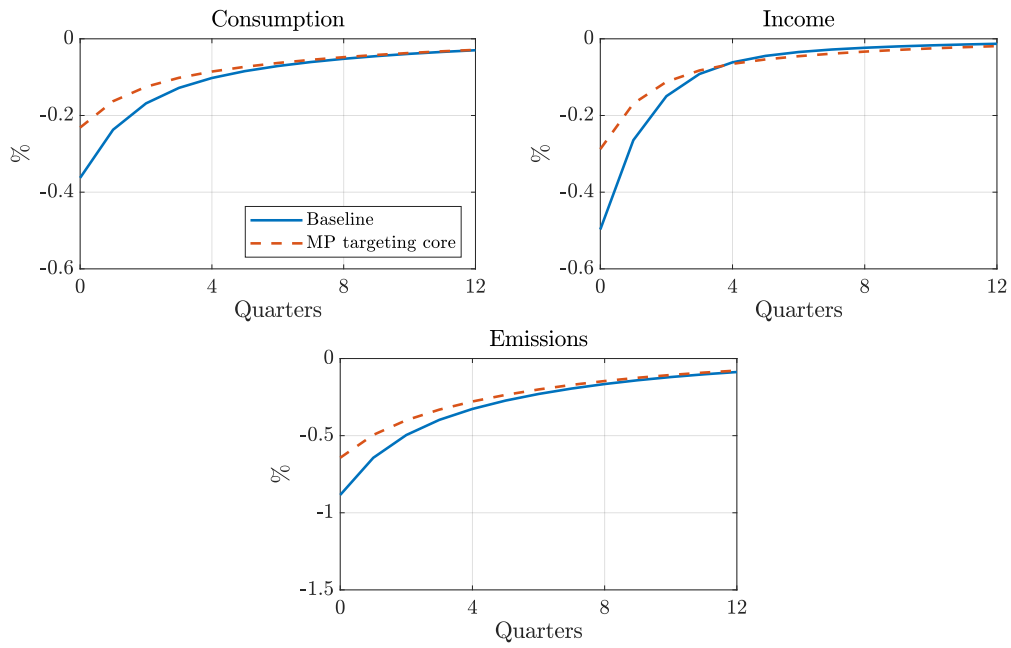 Consumption
0
-0.2
-0.4
-0.6
%
Baseline
MP targeting core
0 4 8 12
Quarters
Income
0
-0.2
-0.4
-0.6
%
0 4 8 12
Quarters
Emissions
0
-0.5
-1
-1.5
%
0 4 8 12
Quarters